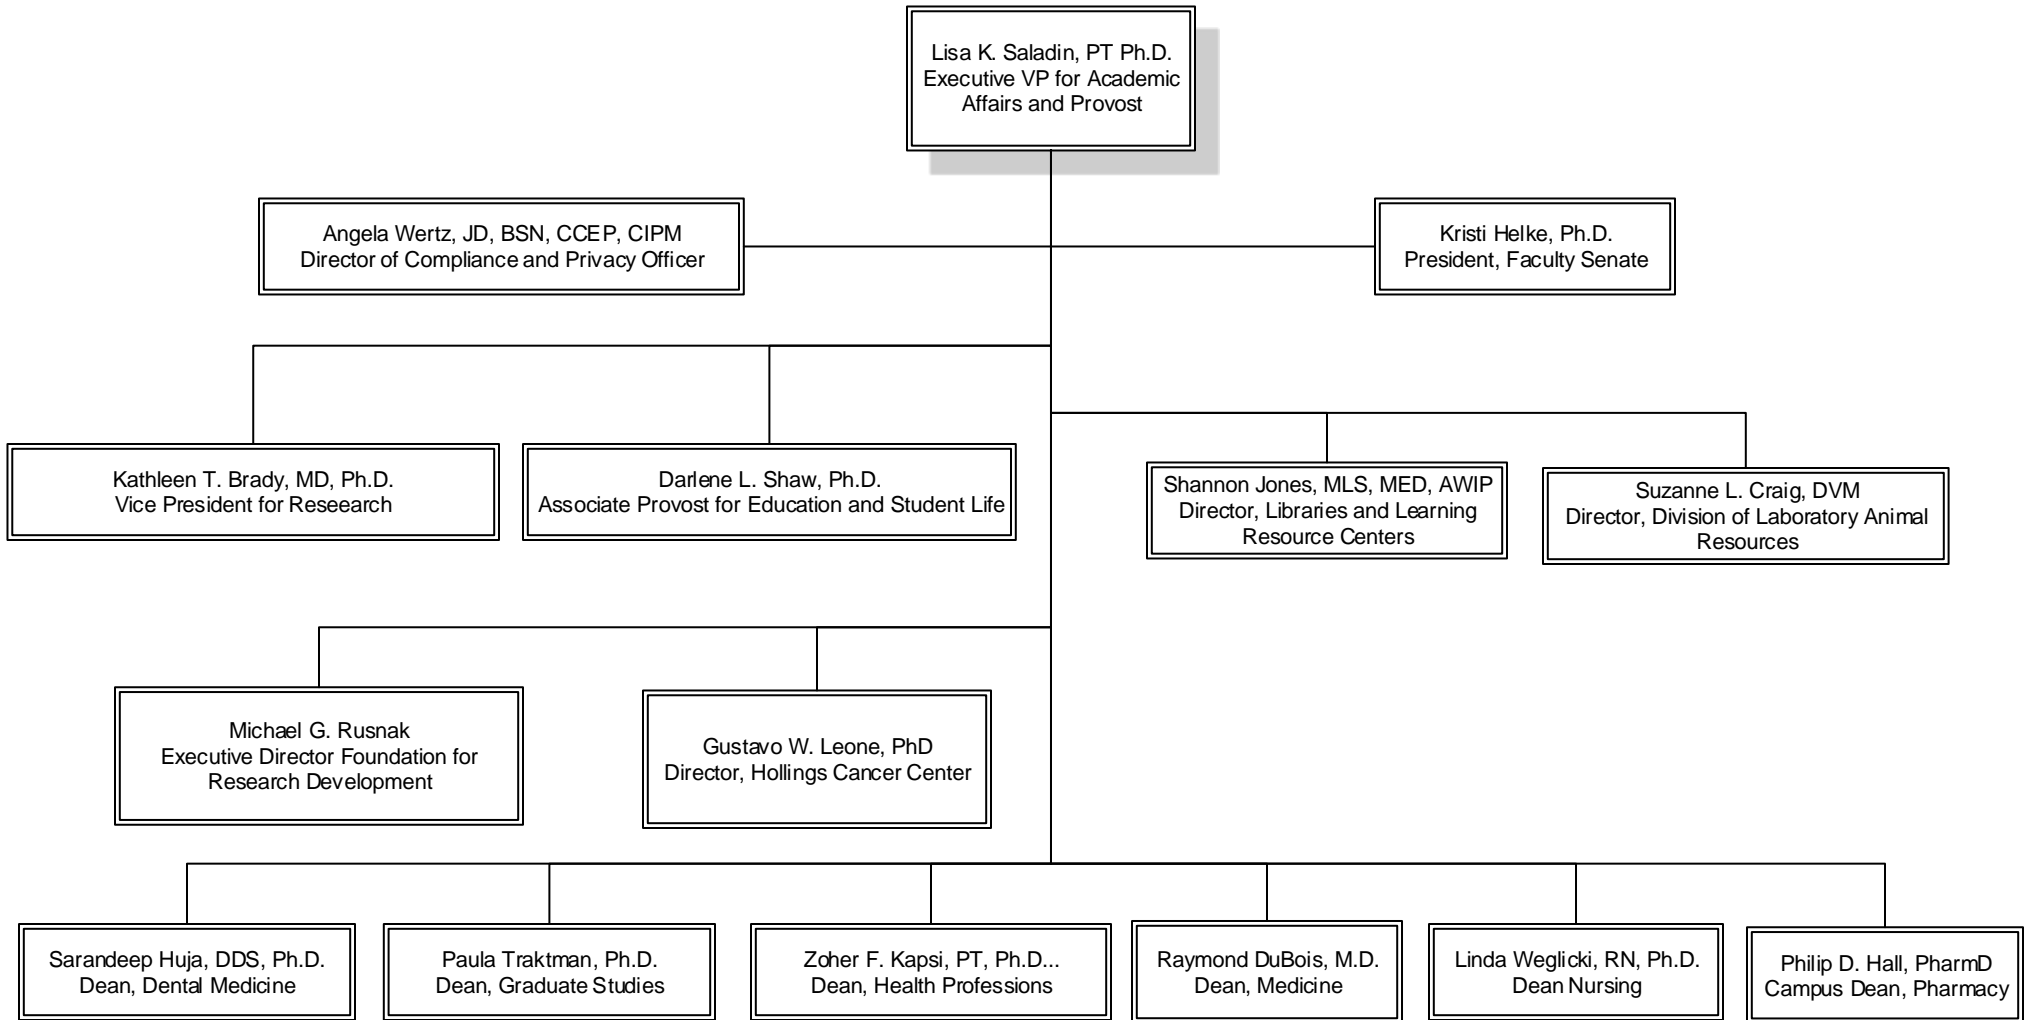 Lisa K. Saladin, PT Ph.D.
Executive VP for Academic
Affairs and Provost
Angela Wertz, JD, BSN, CCEP, CIPM
Director of Compliance and Privacy Officer
Kristi Helke, Ph.D.
President, Faculty Senate
Kathleen T. Brady, MD, Ph.D.
Vice President for Reseearch
Darlene L. Shaw, Ph.D.
Associate Provost for Education and Student Life
Shannon Jones, MLS, MED, AWIP
Director, Libraries and Learning
Resource Centers
Suzanne L. Craig, DVM
Director, Division of Laboratory Animal
Resources
Michael G. Rusnak
Executive Director Foundation for
Research Development
Gustavo W. Leone, PhD
Director, Hollings Cancer Center
Sarandeep Huja, DDS, Ph.D.
Dean, Dental Medicine
Paula Traktman, Ph.D.
Dean, Graduate Studies
Zoher F. Kapsi, PT, Ph.D...
Dean, Health Professions
Raymond DuBois, M.D.
Dean, Medicine
Linda Weglicki, RN, Ph.D.
Dean Nursing
Philip D. Hall, PharmD
Campus Dean, Pharmacy